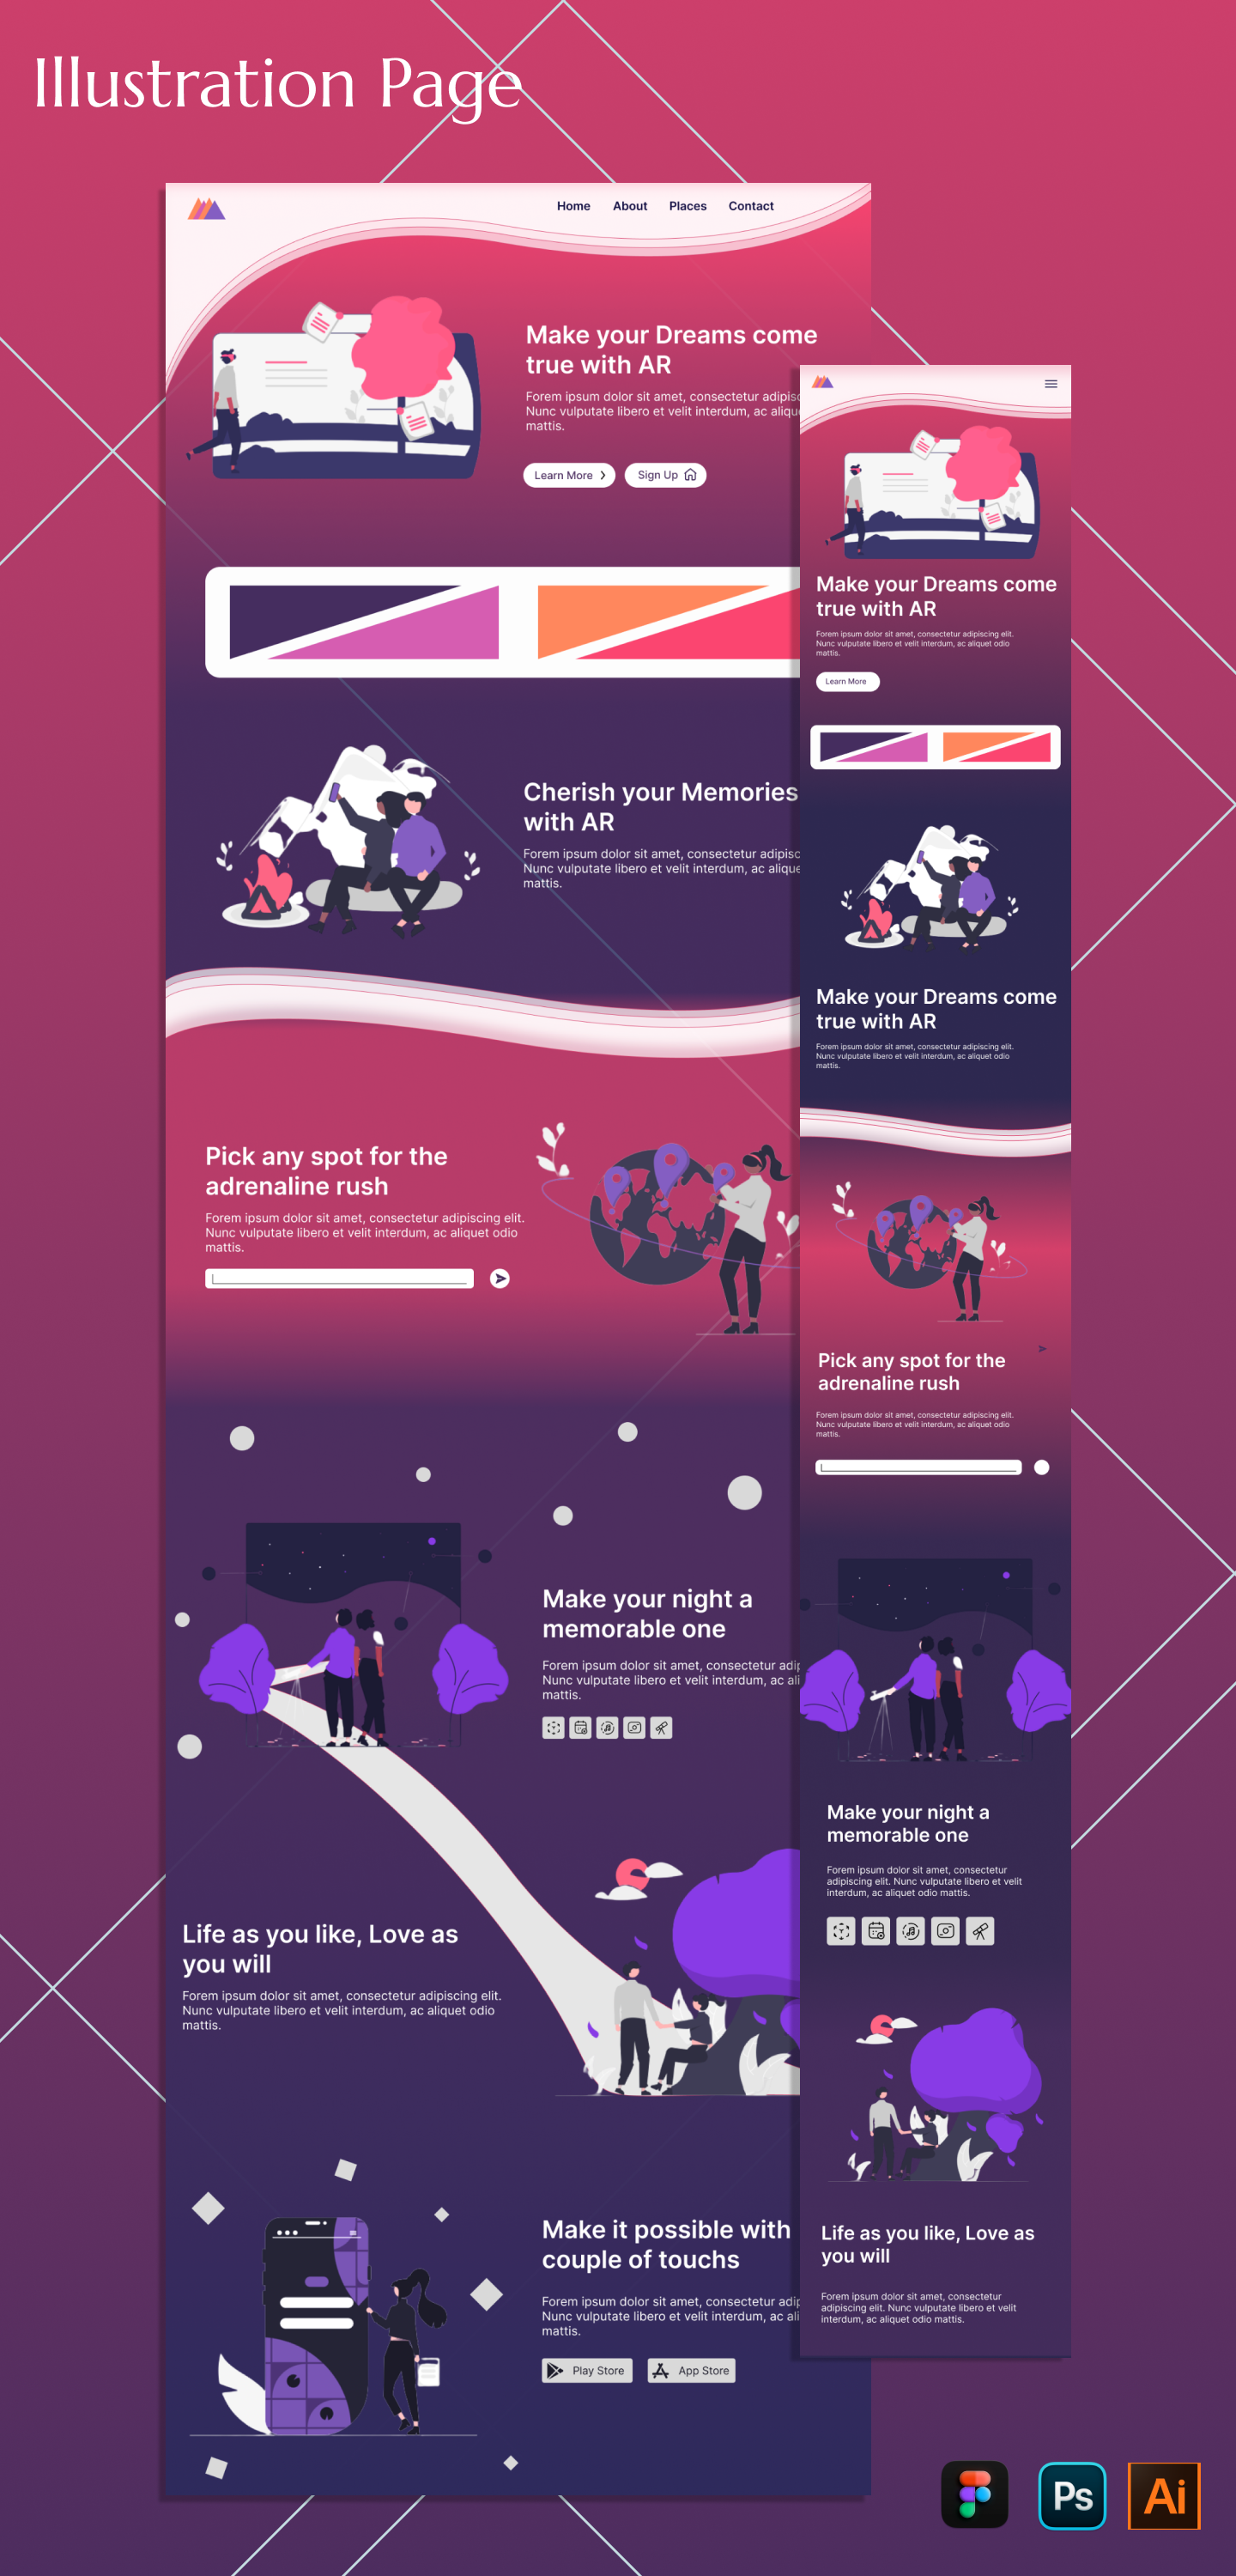 Illustration Page
Home About Places Contact
Make your Dreams come
true with AR
Forem ipsum dolor sit amet, consectetur
Nunc vulputate libero et velit interdum, ac
mattis.
Learn More
Sign Up
Cherish your Memories
with AR
Forem ipsum dolor sit amet, consectetur
Nunc vulputate libero et velit interdum, ac
mattis.
Pick any spot for the
adrenaline rush
Forem ipsum dolor sit amet, consectetur adipiscing elit.
Nunc vulputate libero et velit interdum, ac aliquet odio
mattis.
Make your night a
memorable one
Forem ipsum dolor sit amet, consectetur
Nunc vulputate libero et velit interdum, ac
mattis.
Life as you like, Love as
you will
Forem ipsum dolor sit amet, consectetur adipiscing elit.
Nunc vulputate libero et velit interdum, ac aliquet odio
mattis.
Make it possible with
couple of touchs
Forem ipsum dolor sit amet, consectetur
Nunc vulputate libero et velit interdum, ac
mattis.
Play Store
App Store
Make your Dreams come
true with AR
Forem ipsum dolor sit amet, consectetur adipiscing elit.
Nunc vulputate libero et velit interdum, ac aliquet odio
mattis.
Learn More
Make your Dreams come
true with AR
Forem ipsum dolor sit amet, consectetur adipiscing elit.
Nunc vulputate libero et velit interdum, ac aliquet odio
mattis.
Pick any spot for the
adrenaline rush
Forem ipsum dolor sit amet, consectetur adipiscing elit.
Nunc vulputate libero et velit interdum, ac aliquet odio
mattis.
Make your night a
memorable one
Forem ipsum dolor sit amet, consectetur
adipiscing elit. Nunc vulputate libero et velit
interdum, ac aliquet odio mattis.
Life as you like, Love as
you will
Forem ipsum dolor sit amet, consectetur
adipiscing elit. Nunc vulputate libero et velit
interdum, ac aliquet odio mattis.
Ps
Ai